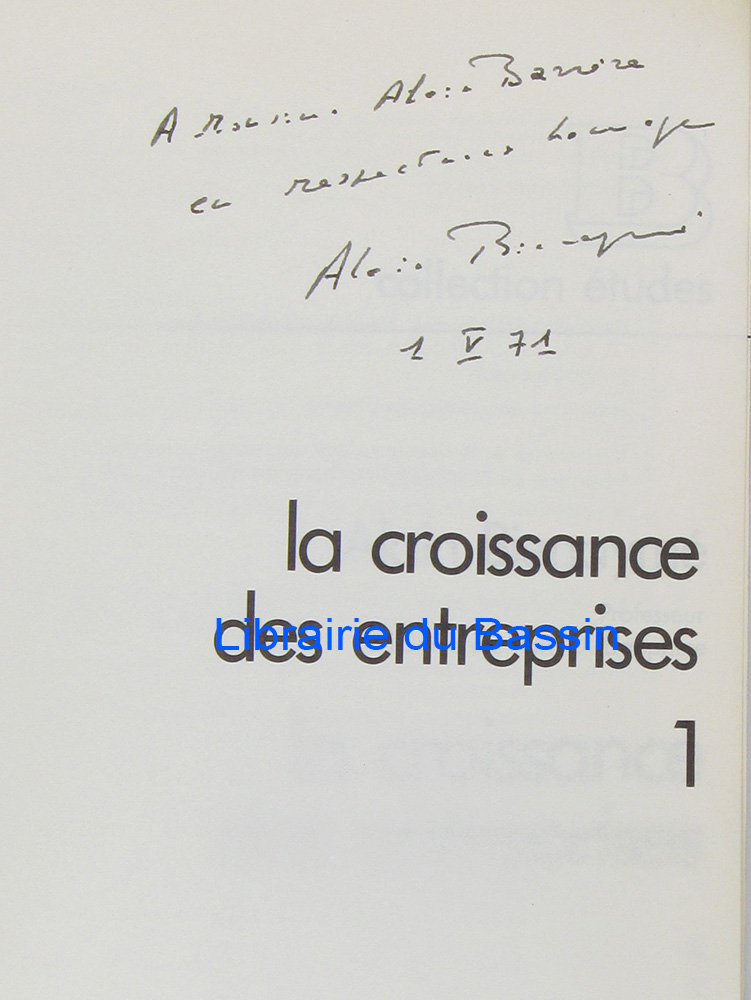 A Monsieur Alain Barrère
en respectueux hommage
Alain Bienaymé
1 V 71
collection études
la croissance
des entreprises
Librairie du Bassin
1